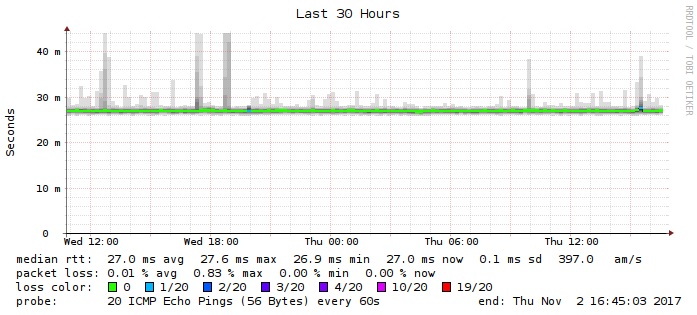 Last 30 Hours
RRDTOOL / TOBI OETIKER
Seconds
40 m
30 m
20 m
10 m
0
Wed 12:00 Wed 18:00 Thu 00:00 Thu 06:00 Thu 12:00
median rtt: 27.0 ms avg 27.6 ms max 26.9 ms min 27.0 ms now 0.1 ms sd 397.0 am/s
packet loss: 0.01 % avg 0.83 % max 0.00 % min 0.00 % now
loss color: 0 1/20 2/20 3/20 4/20 10/20 19/20
probe: 20 ICMP Echo Pings (56 Bytes) every 60s end: Thu Nov 2 16:45:03 2017